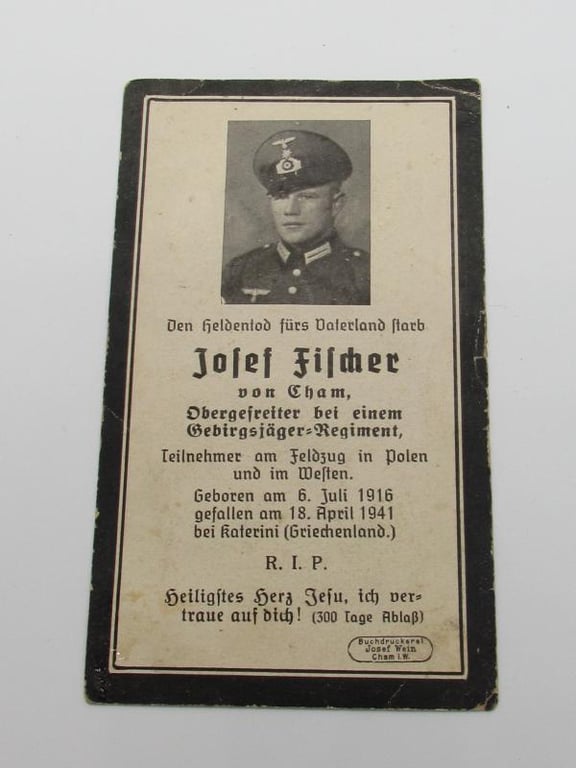 Den Heldentod fürs Vaterland starb
Josef Fischer
von Cham,
Obergefreiter bei einem
Gebirgsjäger-Regiment,
Teilnehmer am Feldzug in Polen
und im Westen.
Geboren am 6. Juli 1916
gefallen am 18. April 1941
bei Katerini (Griechenland.)
R. I. P.
Heiligstes Herz Jesu, ich ver-
traue auf dich! (300 Tage Ablaß)
Buchdruckerei
Josef Wein
Cham i.W.